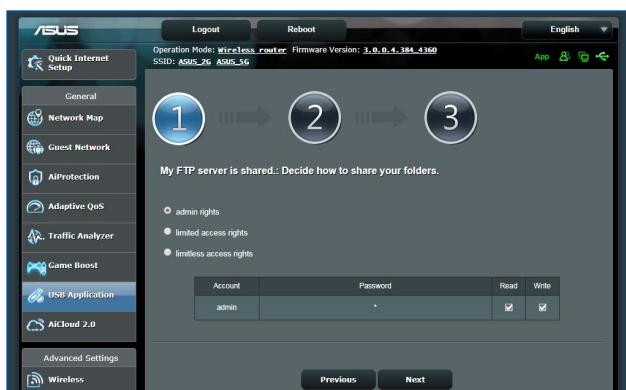 ASUS
Logout
Reboot
English
Quick Internet
Setup
Operation Mode: Wireless router Firmware Version: 3.0.0.4.384_4360
SSID: ASUS_2G ASUS_5G
App
General
Network Map
Guest Network
AiProtection
Adaptive QoS
Traffic Analyzer
Game Boost
USB Application
AiCloud 2.0
Advanced Settings
Wireless
1 2 3
My FTP server is shared.: Decide how to share your folders.
admin rights
limited access rights
limitless access rights
Account Password Read Write
admin *
Previous Next